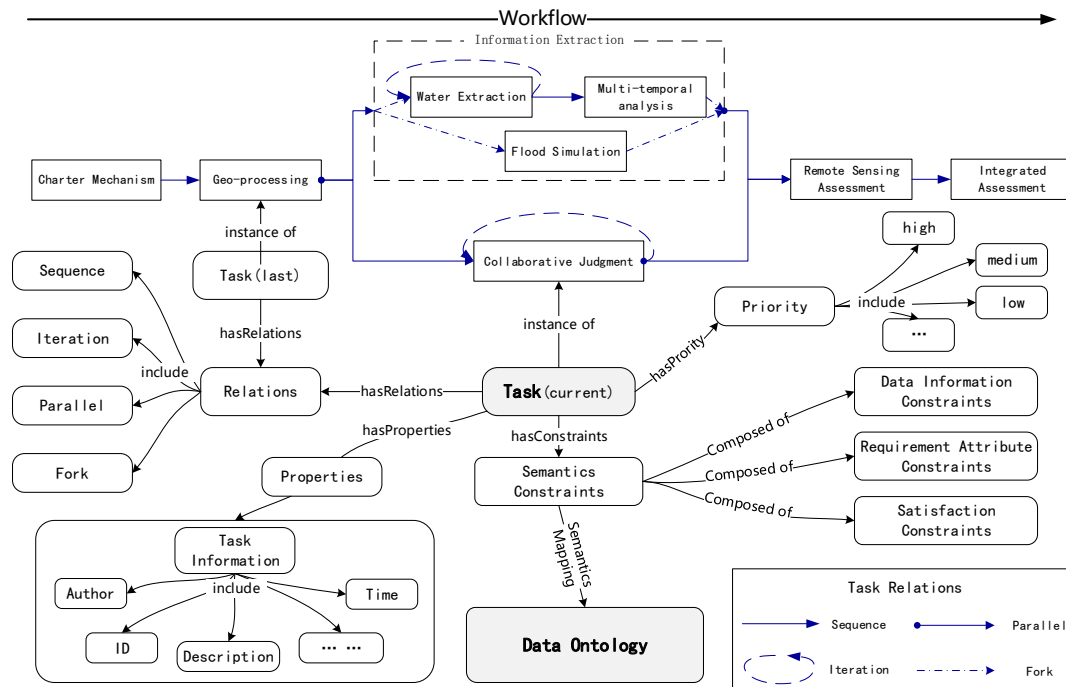 Workflow
Information Extraction
Water Extraction
Multi-temporal
analysis
Flood Simulation
Charter Mechanism
Geo-processing
Remote Sensing
Assessment
Integrated
Assessment
Collaborative Judgment
instance of
Task(last)
hasRelations
instance of
Sequence
Iteration
include
Parallel
Fork
Relations
hasRelations
Task(current)
hasPrority
Priority
include
high
medium
low
…
hasProperties
Properties
hasConstraints
Semantics
Constraints
Composed of
Composed of
Composed of
Data Information
Constraints
Requirement Attribute
Constraints
Satisfaction
Constraints
Semantics
Mapping
Data Ontology
Task
Information
include
Author
Time
ID
Description
… …
Task Relations
Sequence
Parallel
Iteration
Fork